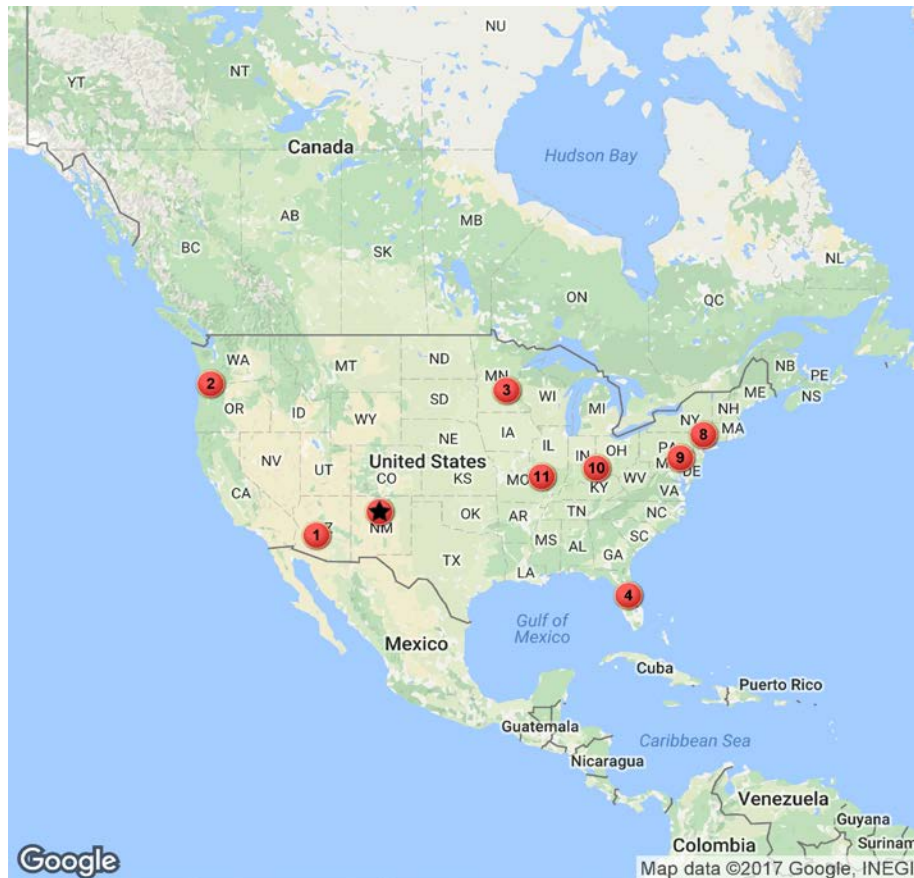 NU
YT
NT
Canada
Hudson Bay
BC
AB
SK
MB
ON
QC
NL
WA
MT
ND
MN
NB
PE
NS
ME
2
3
OR
ID
WY
SD
WI
MI
NY
NH
MA
8
NV
UT
United States
CO
NE
IA
IL
IN
OH
9
DE
CA
KS
MO
11
10
KY
WV
VA
1
NM
OK
AR
TN
NC
TX
MS
AL
GA
SC
LA
4
Gulf of
Mexico
Mexico
Cuba
Puerto Rico
Guatemala
Caribbean Sea
Nicaragua
Venezuela
Guyana
Surinam
Colombia
Google
Map data ©2017 Google, INEGI